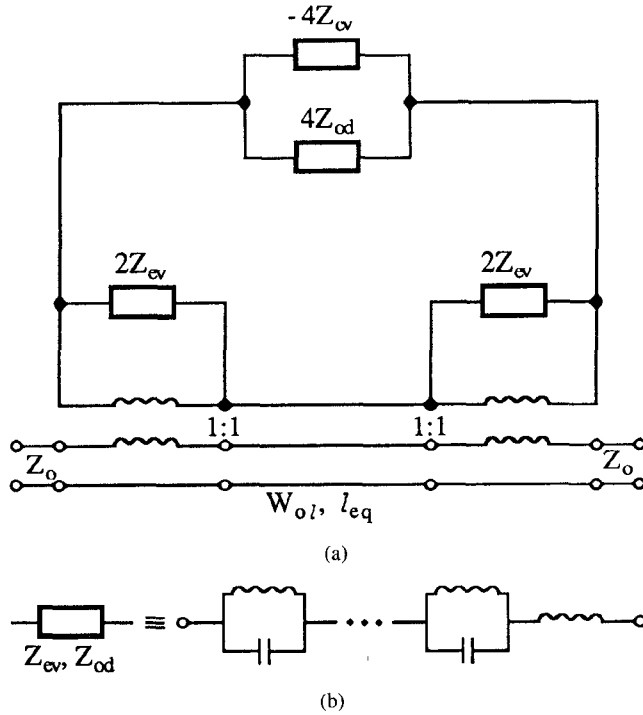 - 4Z_ev
4Z_od
2Z_ev 2Z_ev
1:1 1:1
Z_o Z_o
W_ol, l_eq
(a)
≡ •••
Z_ev, Z_od
(b)